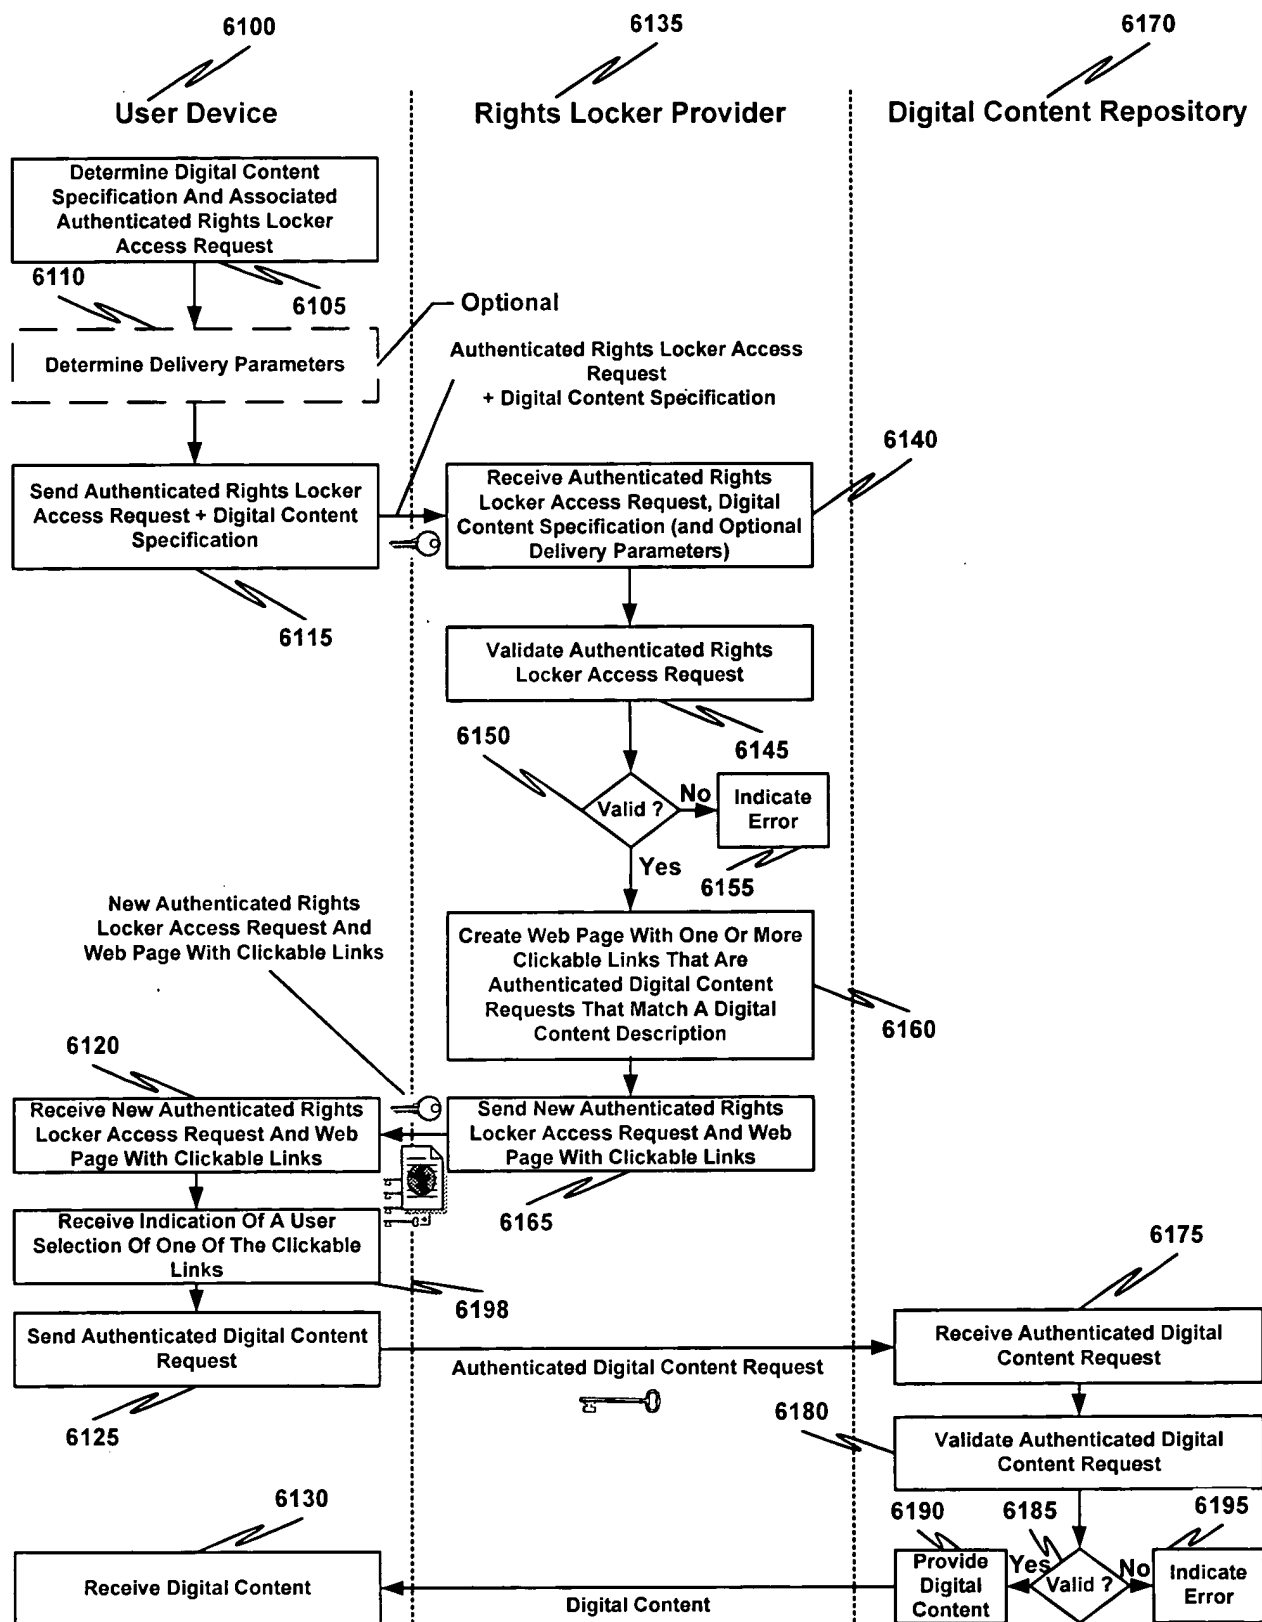 6100
6135
6170
User Device
Rights Locker Provider
Digital Content Repository
Determine Digital Content
Specification And Associated
Authenticated Rights Locker
Access Request
6110
6105
Optional
Determine Delivery Parameters
Authenticated Rights Locker Access
Request
+ Digital Content Specification
6140
Send Authenticated Rights Locker
Access Request + Digital Content
Specification
Receive Authenticated Rights
Locker Access Request, Digital
Content Specification (and Optional
Delivery Parameters)
6115
Validate Authenticated Rights
Locker Access Request
6150
6145
Valid ?
No
Indicate
Error
Yes
6155
New Authenticated Rights
Locker Access Request And
Web Page With Clickable Links
Create Web Page With One Or More
Clickable Links That Are
Authenticated Digital Content
Requests That Match A Digital
Content Description
6160
6120
Receive New Authenticated Rights
Locker Access Request And Web
Page With Clickable Links
Send New Authenticated Rights
Locker Access Request And Web
Page With Clickable Links
6165
Receive Indication Of A User
Selection Of One Of The Clickable
Links
6198
6175
Send Authenticated Digital Content
Request
Authenticated Digital Content Request
Receive Authenticated Digital
Content Request
6125
6180
Validate Authenticated Digital
Content Request
6130
6190
6185
6195
Receive Digital Content
Digital Content
Provide
Digital
Content
Yes
Valid ?
No
Indicate
Error